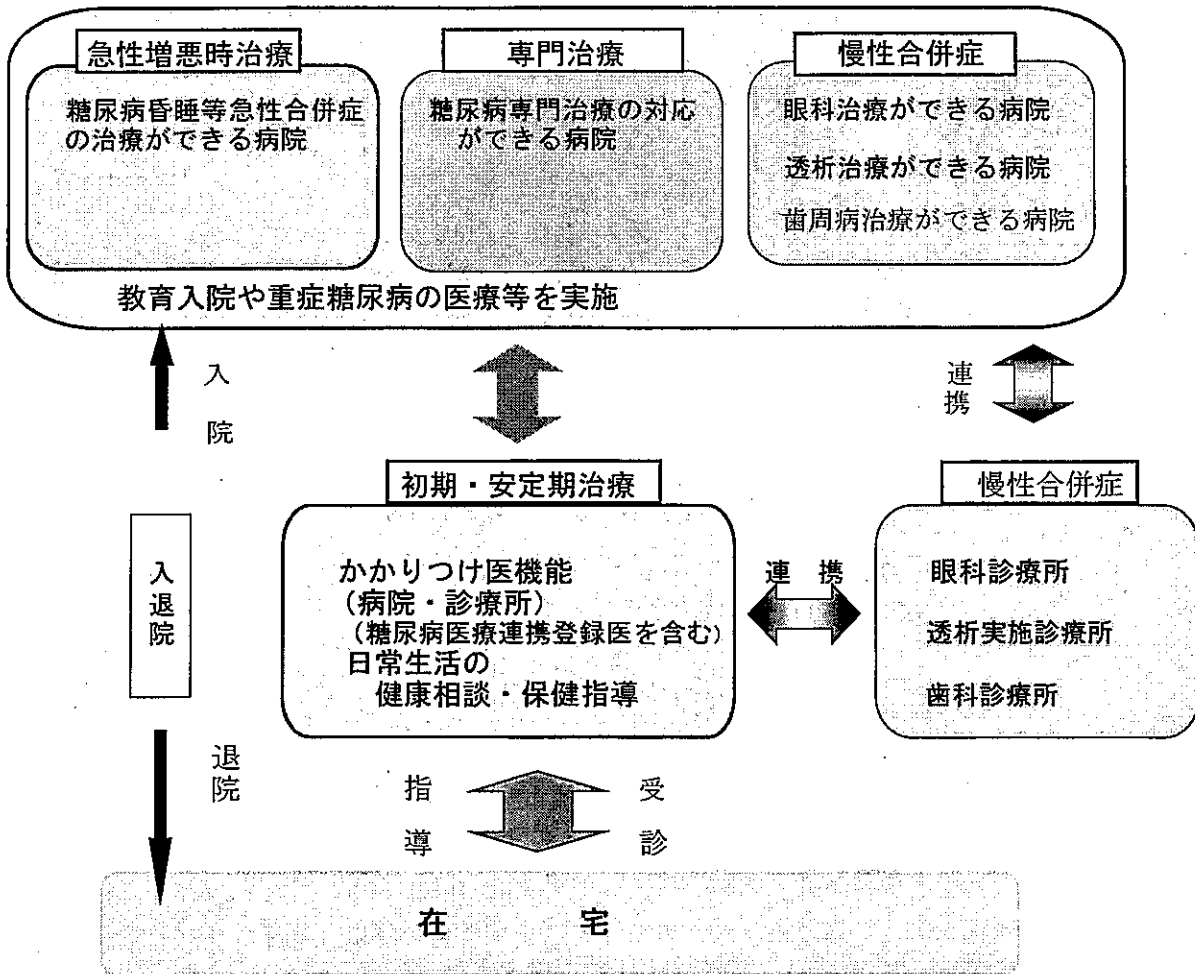 急性増悪時治療
糖尿病昏睡等急性合併症
の治療ができる病院
専門治療
糖尿病専門治療の対応
ができる病院
慢性合併症
眼科治療ができる病院
透析治療ができる病院
歯周病治療ができる病院
教育入院や重症糖尿病の医療等を実施
入院
連携
初期・安定期治療
かかりつけ医機能
(病院・診療所)
(糖尿病医療連携登録医を含む)
日常生活の
健康相談・保健指導
連携
慢性合併症
眼科診療所
透析実施診療所
歯科診療所
入退院
退院
指導
受診
在宅